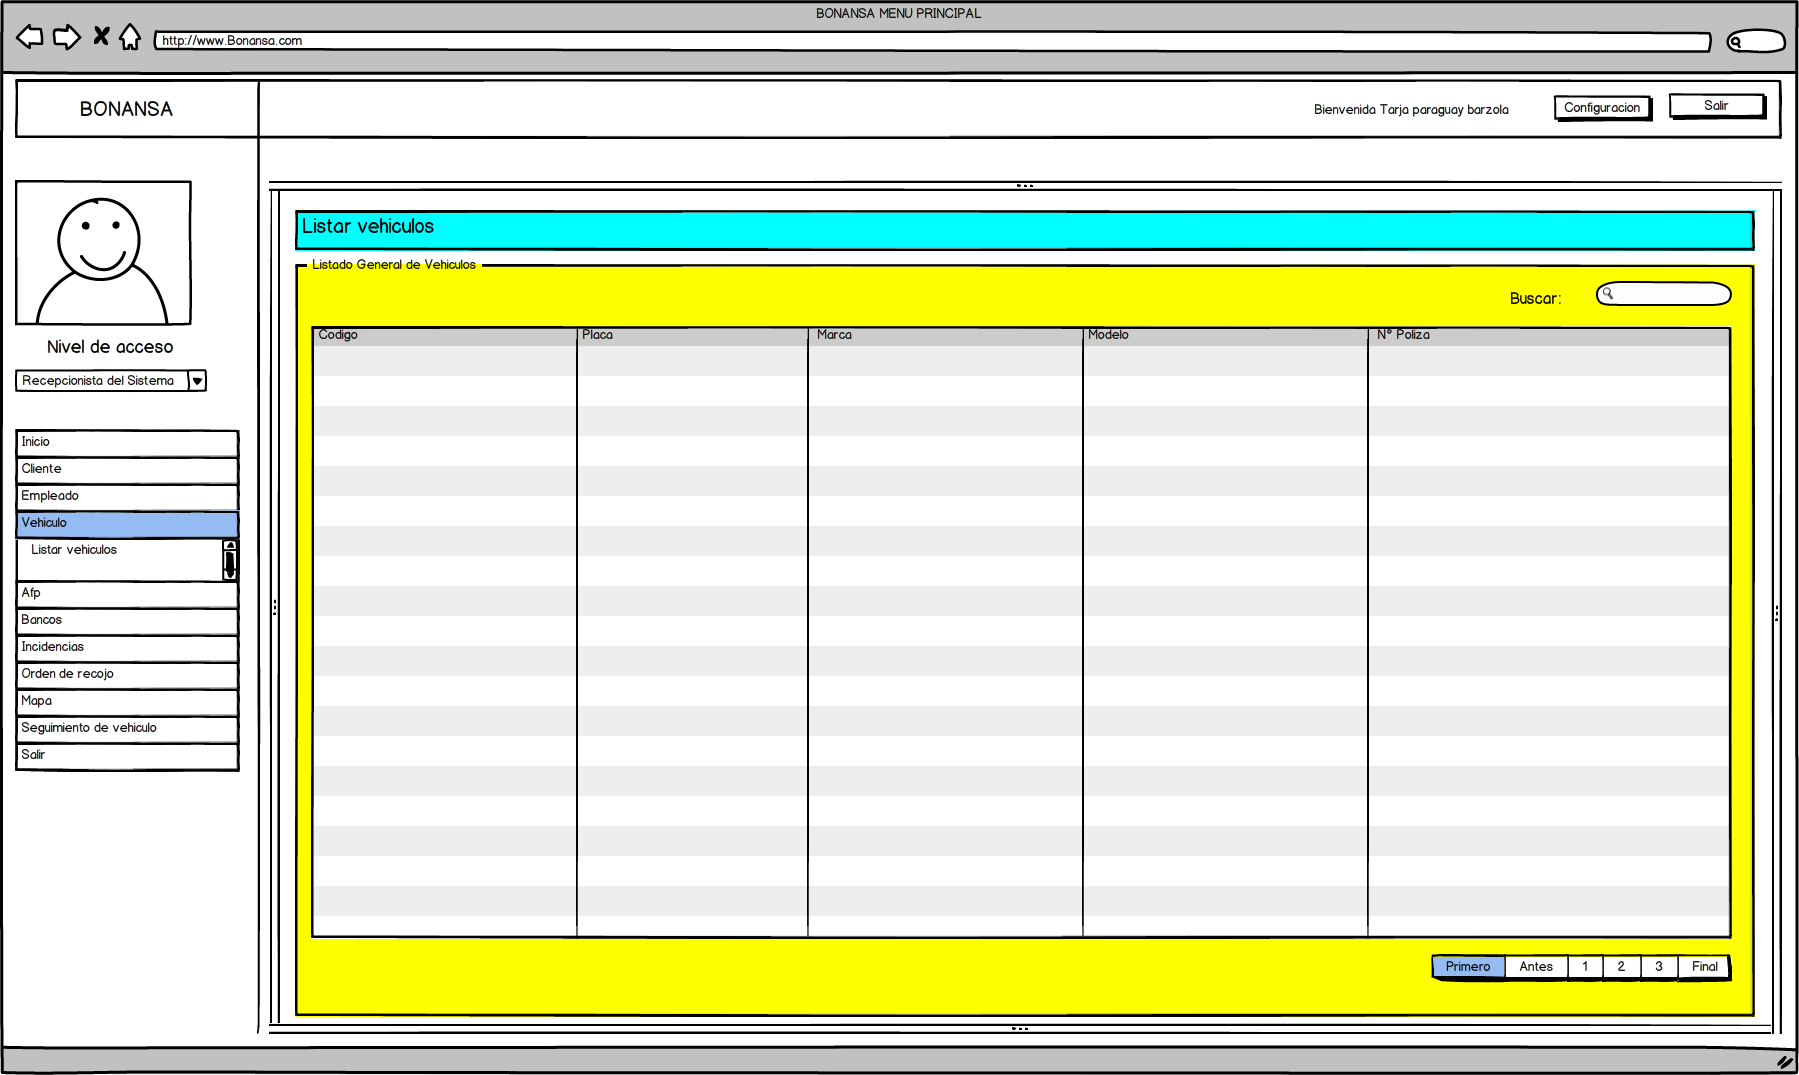 BONANSA MENU PRINCIPAL
http://www.Bonansa.com
BONANSA
Bienvenida Tarja paraguay barzola
Configuracion
Salir
Nivel de acceso
Recepcionista del Sistema
Inicio
Cliente
Empleado
Vehiculo
Listar vehiculos
Afp
Bancos
Incidencias
Orden de recojo
Mapa
Seguimiento de vehiculo
Salir
Listar vehiculos
Listado General de Vehiculos
Buscar:
Codigo Placa Marca Modelo N° Poliza
Primero Antes 1 2 3 Final